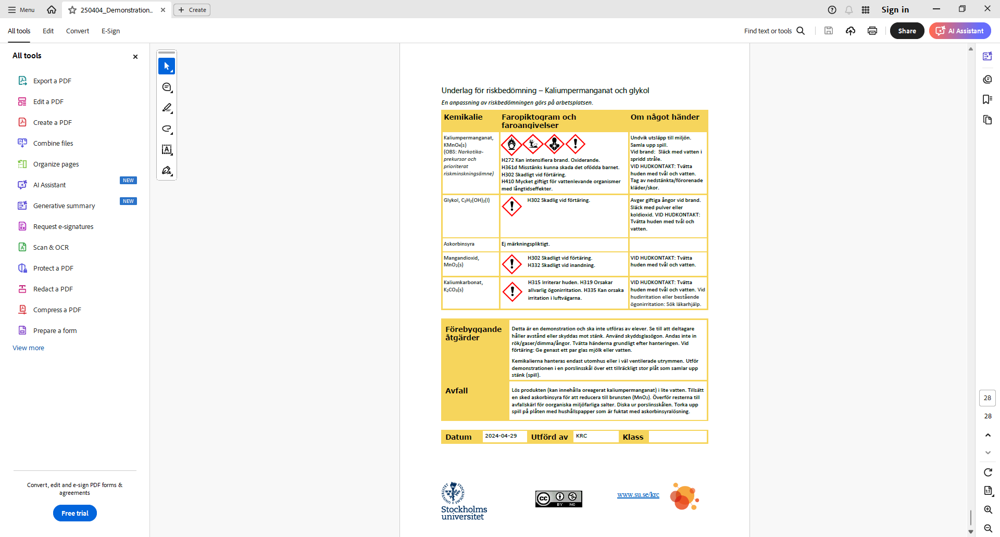 Menu
250404_Demonstration...
Create
Sign in
All tools
Edit
Convert
E-Sign
Find text or tools
Share
AI Assistant
All tools
Export a PDF
Edit a PDF
Create a PDF
Combine files
Organize pages
AI Assistant
NEW
Generative summary
NEW
Request e-signatures
Scan & OCR
Protect a PDF
Redact a PDF
Compress a PDF
Prepare a form
View more
Convert, edit and e-sign PDF forms &
agreements
Free trial
Underlag för riskbedömning – Kaliumpermanganat och glykol
En anpassning av riskbedömningen görs på arbetsplatsen.
Kemikalie
Faropiktogram och
faroangivelser
Om något händer
Kaliumpermanganat,
KMnO₄(s)
(OBS: Narkotika-
prekursor och
prioriterat
riskminskningsämne)
H272 Kan intensifiera brand. Oxiderande.
H361d Misstänks kunna skada det ofödda barnet.
H302 Skadligt vid förtäring.
H410 Mycket giftigt för vattenlevande organismer
med långtidseffekter.
Undvik utsläpp till miljön.
Samla upp spill.
Vid brand: Släck med vatten i
spridd stråle.
VID HUDKONTAKT: Tvätta
huden med tvål och vatten.
Tag av nedstänkta/förorenade
kläder/skor.
Glykol, C₂H₂(OH)₂(l)
H302 Skadlig vid förtäring.
Avger giftiga ångor vid brand.
Släck med pulver eller
koldioxid. VID HUDKONTAKT:
Tvätta huden med tvål och
vatten.
Askorbinsyra
Ej märkningspliktigt.
Mangandioxid,
MnO₂(s)
H302 Skadligt vid förtäring.
H332 Skadligt vid inandning.
VID HUDKONTAKT: Tvätta
huden med tvål och vatten.
Kaliumkarbonat,
K₂CO₃(s)
H315 Irriterar huden. H319 Orsakar
allvarlig ögonirritation. H335 Kan orsaka
irritation i luftvägarna.
VID HUDKONTAKT: Tvätta
huden med tvål och vatten. Vid
hudirritation eller bestående
ögonirritation: Sök läkarhjälp.
Förebyggande
åtgärder
Detta är en demonstration och ska inte utföras av elever. Se till att deltagare
håller avstånd eller skyddas mot stänk. Använd skyddsglasögon. Andas inte in
rök/gaser/dimma/ångor. Tvätta händerna grundligt efter hanteringen. Vid
förtäring: Ge genast ett par glas mjölk eller vatten.
Kemikalierna hanteras endast utomhus eller i väl ventilerade utrymmen. Utför
demonstrationen i en porslinsskål över ett tillräckligt stor plåt som samlar upp
stänk (spill).
Avfall
Lös produkten (kan innehålla oreagerat kaliumpermanganat) i lite vatten. Tillsätt
en sked askorbinsyra för att reducera till brunsten (MnO₂). Överför resterna till
avfallskärl för oorganiska miljöfarliga salter. Diska ur porslinsskålen. Torka upp
spill på plåten med hushållspapper som är fuktat med askorbinsyralösning.
Datum 2024-04-29 Utförd av KRC Klass
STOCKHOLMS UNIVERSITET
Stockholms
universitet
CC BY NC
www.su.se/krc
28
28
1:1